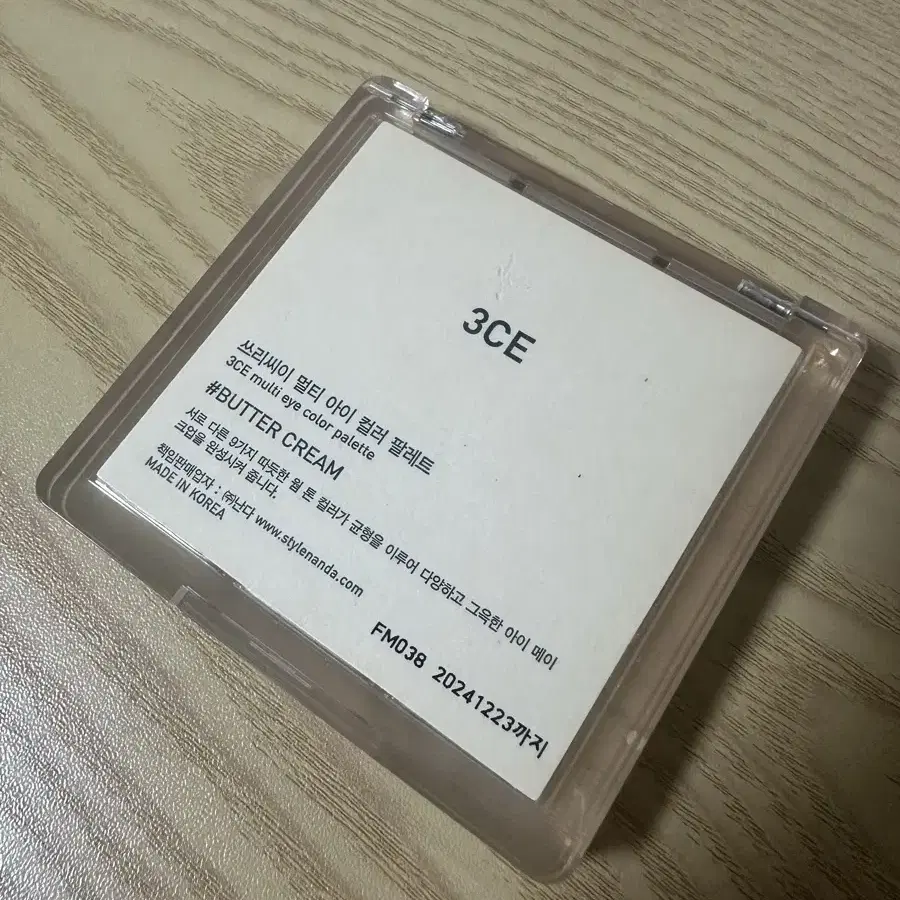 3CE
쓰리씨이 멀티 아이 컬러 팔레트
3CE multi eye color palette
#BUTTER CREAM
서로 다른 9가지 따듯한 웜 톤 컬러가 균형을 이루어 다양하고 그윽한 아이 메이
크업을 완성시켜 줍니다.
책임판매업자 : ㈜난다 www.stylenanda.com
MADE IN KOREA
FM038 20241223까지